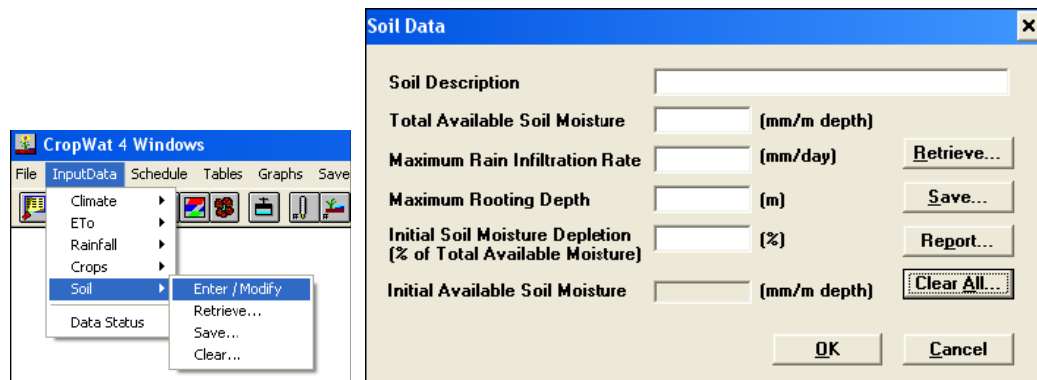 CropWat 4 Windows
File InputData Schedule Tables Graphs Save
Climate
ETo
Rainfall
Crops
Soil
Data Status
Enter / Modify
Retrieve...
Save...
Clear...
Soil Data
Soil Description
Total Available Soil Moisture (mm/m depth)
Maximum Rain Infiltration Rate (mm/day)
Maximum Rooting Depth (m)
Initial Soil Moisture Depletion (%)
(% of Total Available Moisture)
Initial Available Soil Moisture (mm/m depth)
Retrieve...
Save...
Report...
Clear All...
OK Cancel